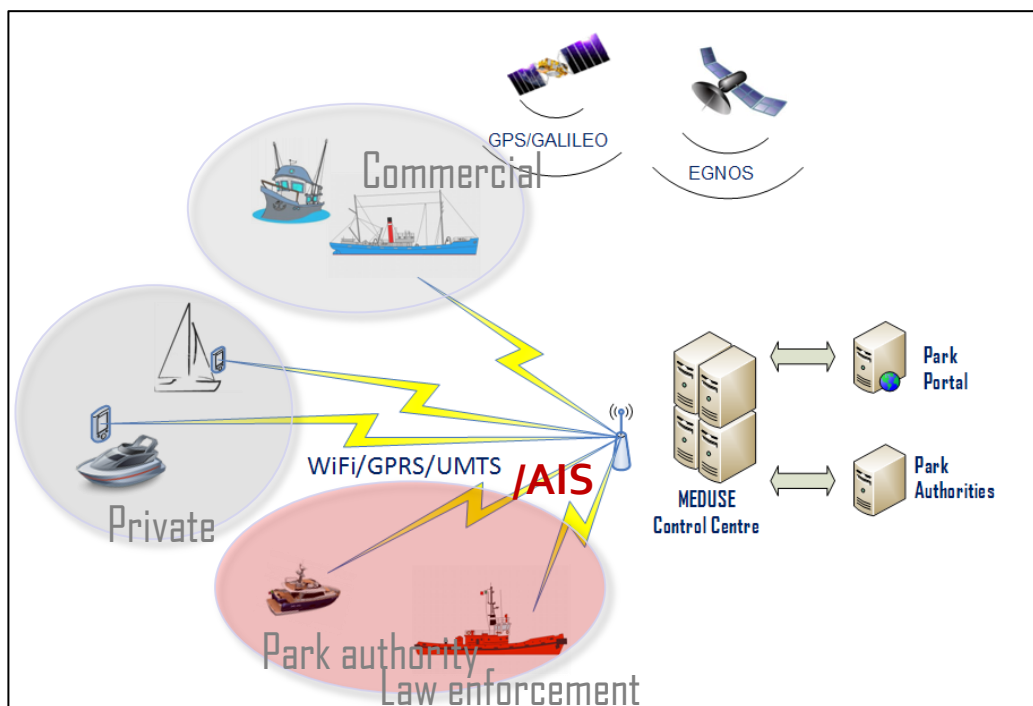 GPS/GALILEO
EGNOS
Commercial
Park
Portal
WiFi/GPRS/UMTS
/AIS
Park
Authorities
MEDUSE
Control Centre
Private
Park authority
Law enforcement